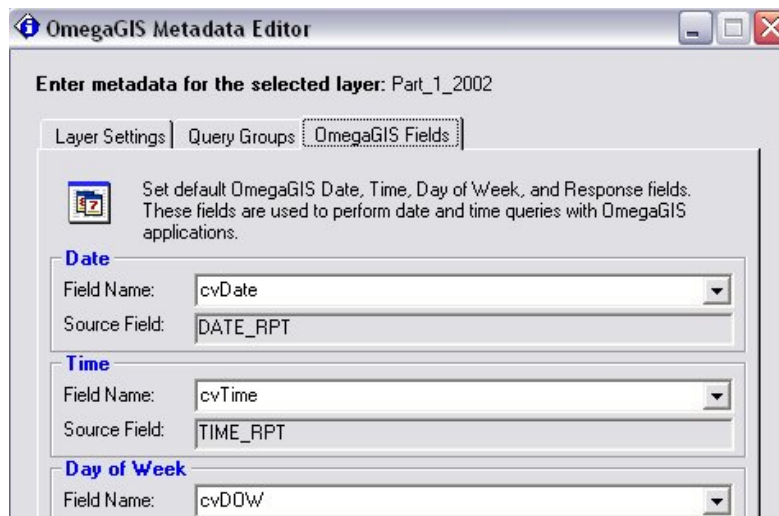 OmegaGIS Metadata Editor
Enter metadata for the selected layer: Part_1_2002
Layer Settings Query Groups OmegaGIS Fields
Set default OmegaGIS Date, Time, Day of Week, and Response fields.
These fields are used to perform date and time queries with OmegaGIS
applications.
Date
Field Name: cvDate
Source Field: DATE_RPT
Time
Field Name: cvTime
Source Field: TIME_RPT
Day of Week
Field Name: cvDOW